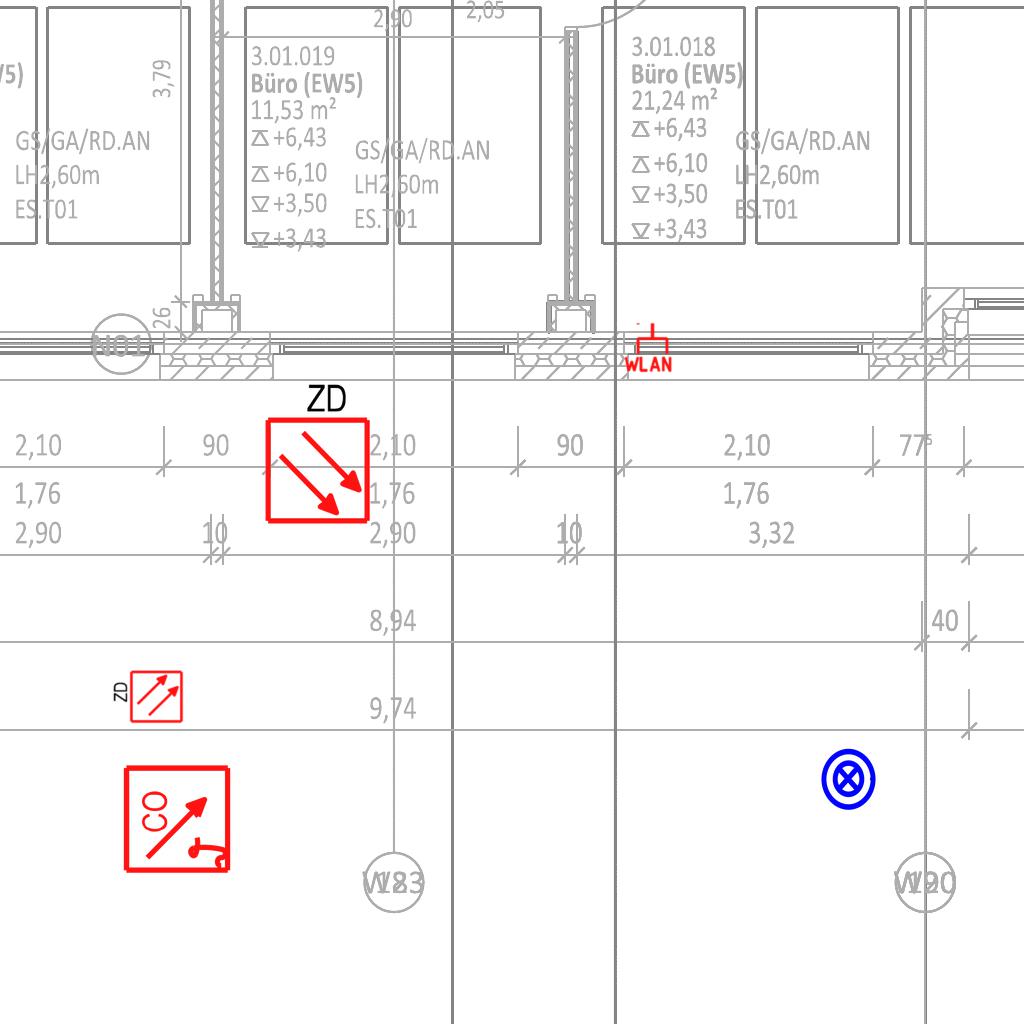 2,90
2,05
3,79
/5)
3.01.019
Büro (EW5)
11,53 m²
+6,43
+6,10
+3,50
+3,43
3.01.018
Büro (EW5)
21,24 m²
+6,43
+6,10
+3,50
+3,43
GS/GA/RD.AN
LH2,60m
ES.T01
GS/GA/RD.AN
LH2,60m
ES.T01
GS/GA/RD.AN
LH2,60m
ES.T01
26
WLAN
ZD
2,10
90
2,10
90
2,10
77⁵
1,76
1,76
1,76
2,90
10
2,90
10
3,32
8,94
40
ZD
9,74
CO